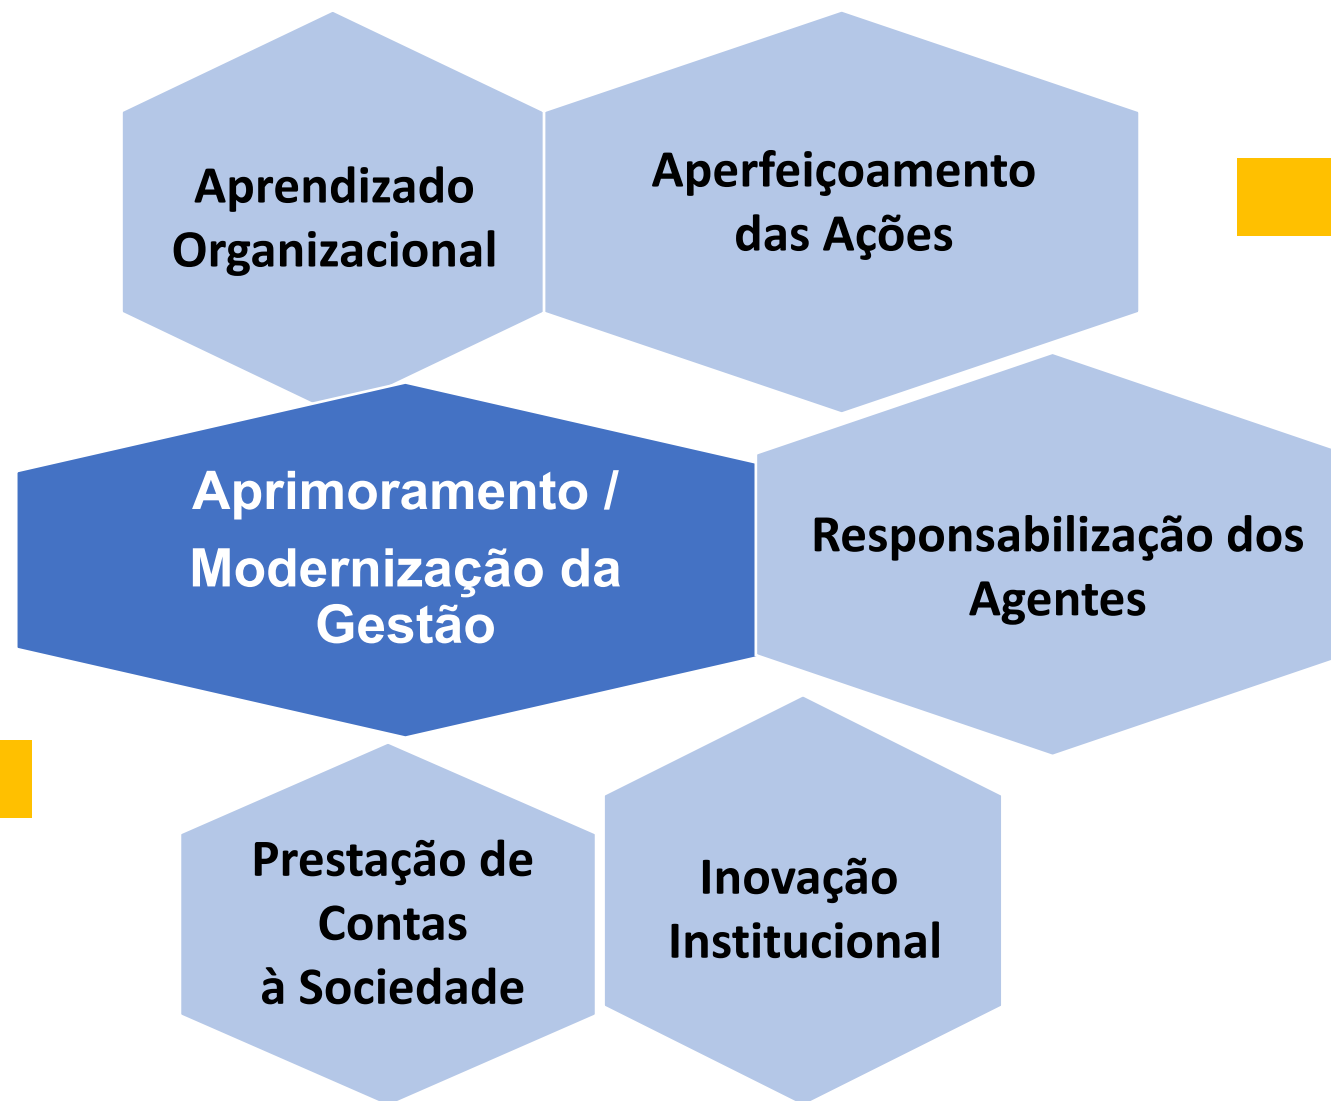 Aprendizado
Organizacional
Aperfeiçoamento
das Ações
Aprimoramento /
Modernização da
Gestão
Responsabilização dos
Agentes
Prestação de
Contas
à Sociedade
Inovação
Institucional